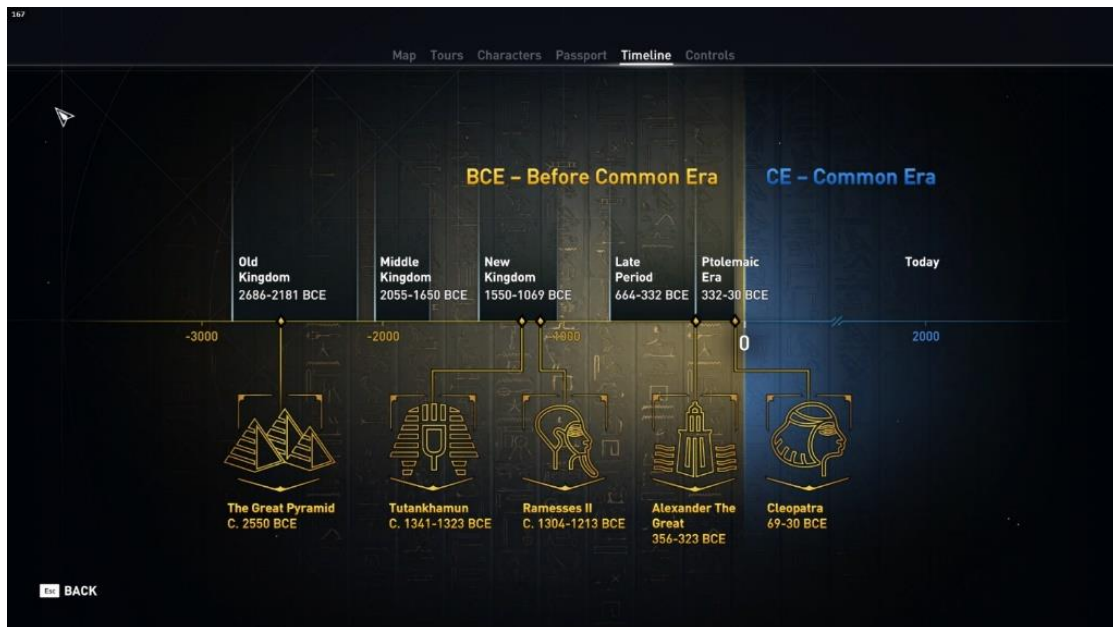 167
Map Tours Characters Passport Timeline Controls
BCE – Before Common Era
CE – Common Era
Old
Kingdom
2686-2181 BCE
Middle
Kingdom
2055-1650 BCE
New
Kingdom
1550-1069 BCE
Late
Period
664-332 BCE
Ptolemaic
Era
332-30 BCE
Today
-3000 -2000 -1000 0 2000
The Great Pyramid
C. 2550 BCE
Tutankhamun
C. 1341-1323 BCE
Ramesses II
C. 1304-1213 BCE
Alexander The
Great
356-323 BCE
Cleopatra
69-30 BCE
Esc BACK